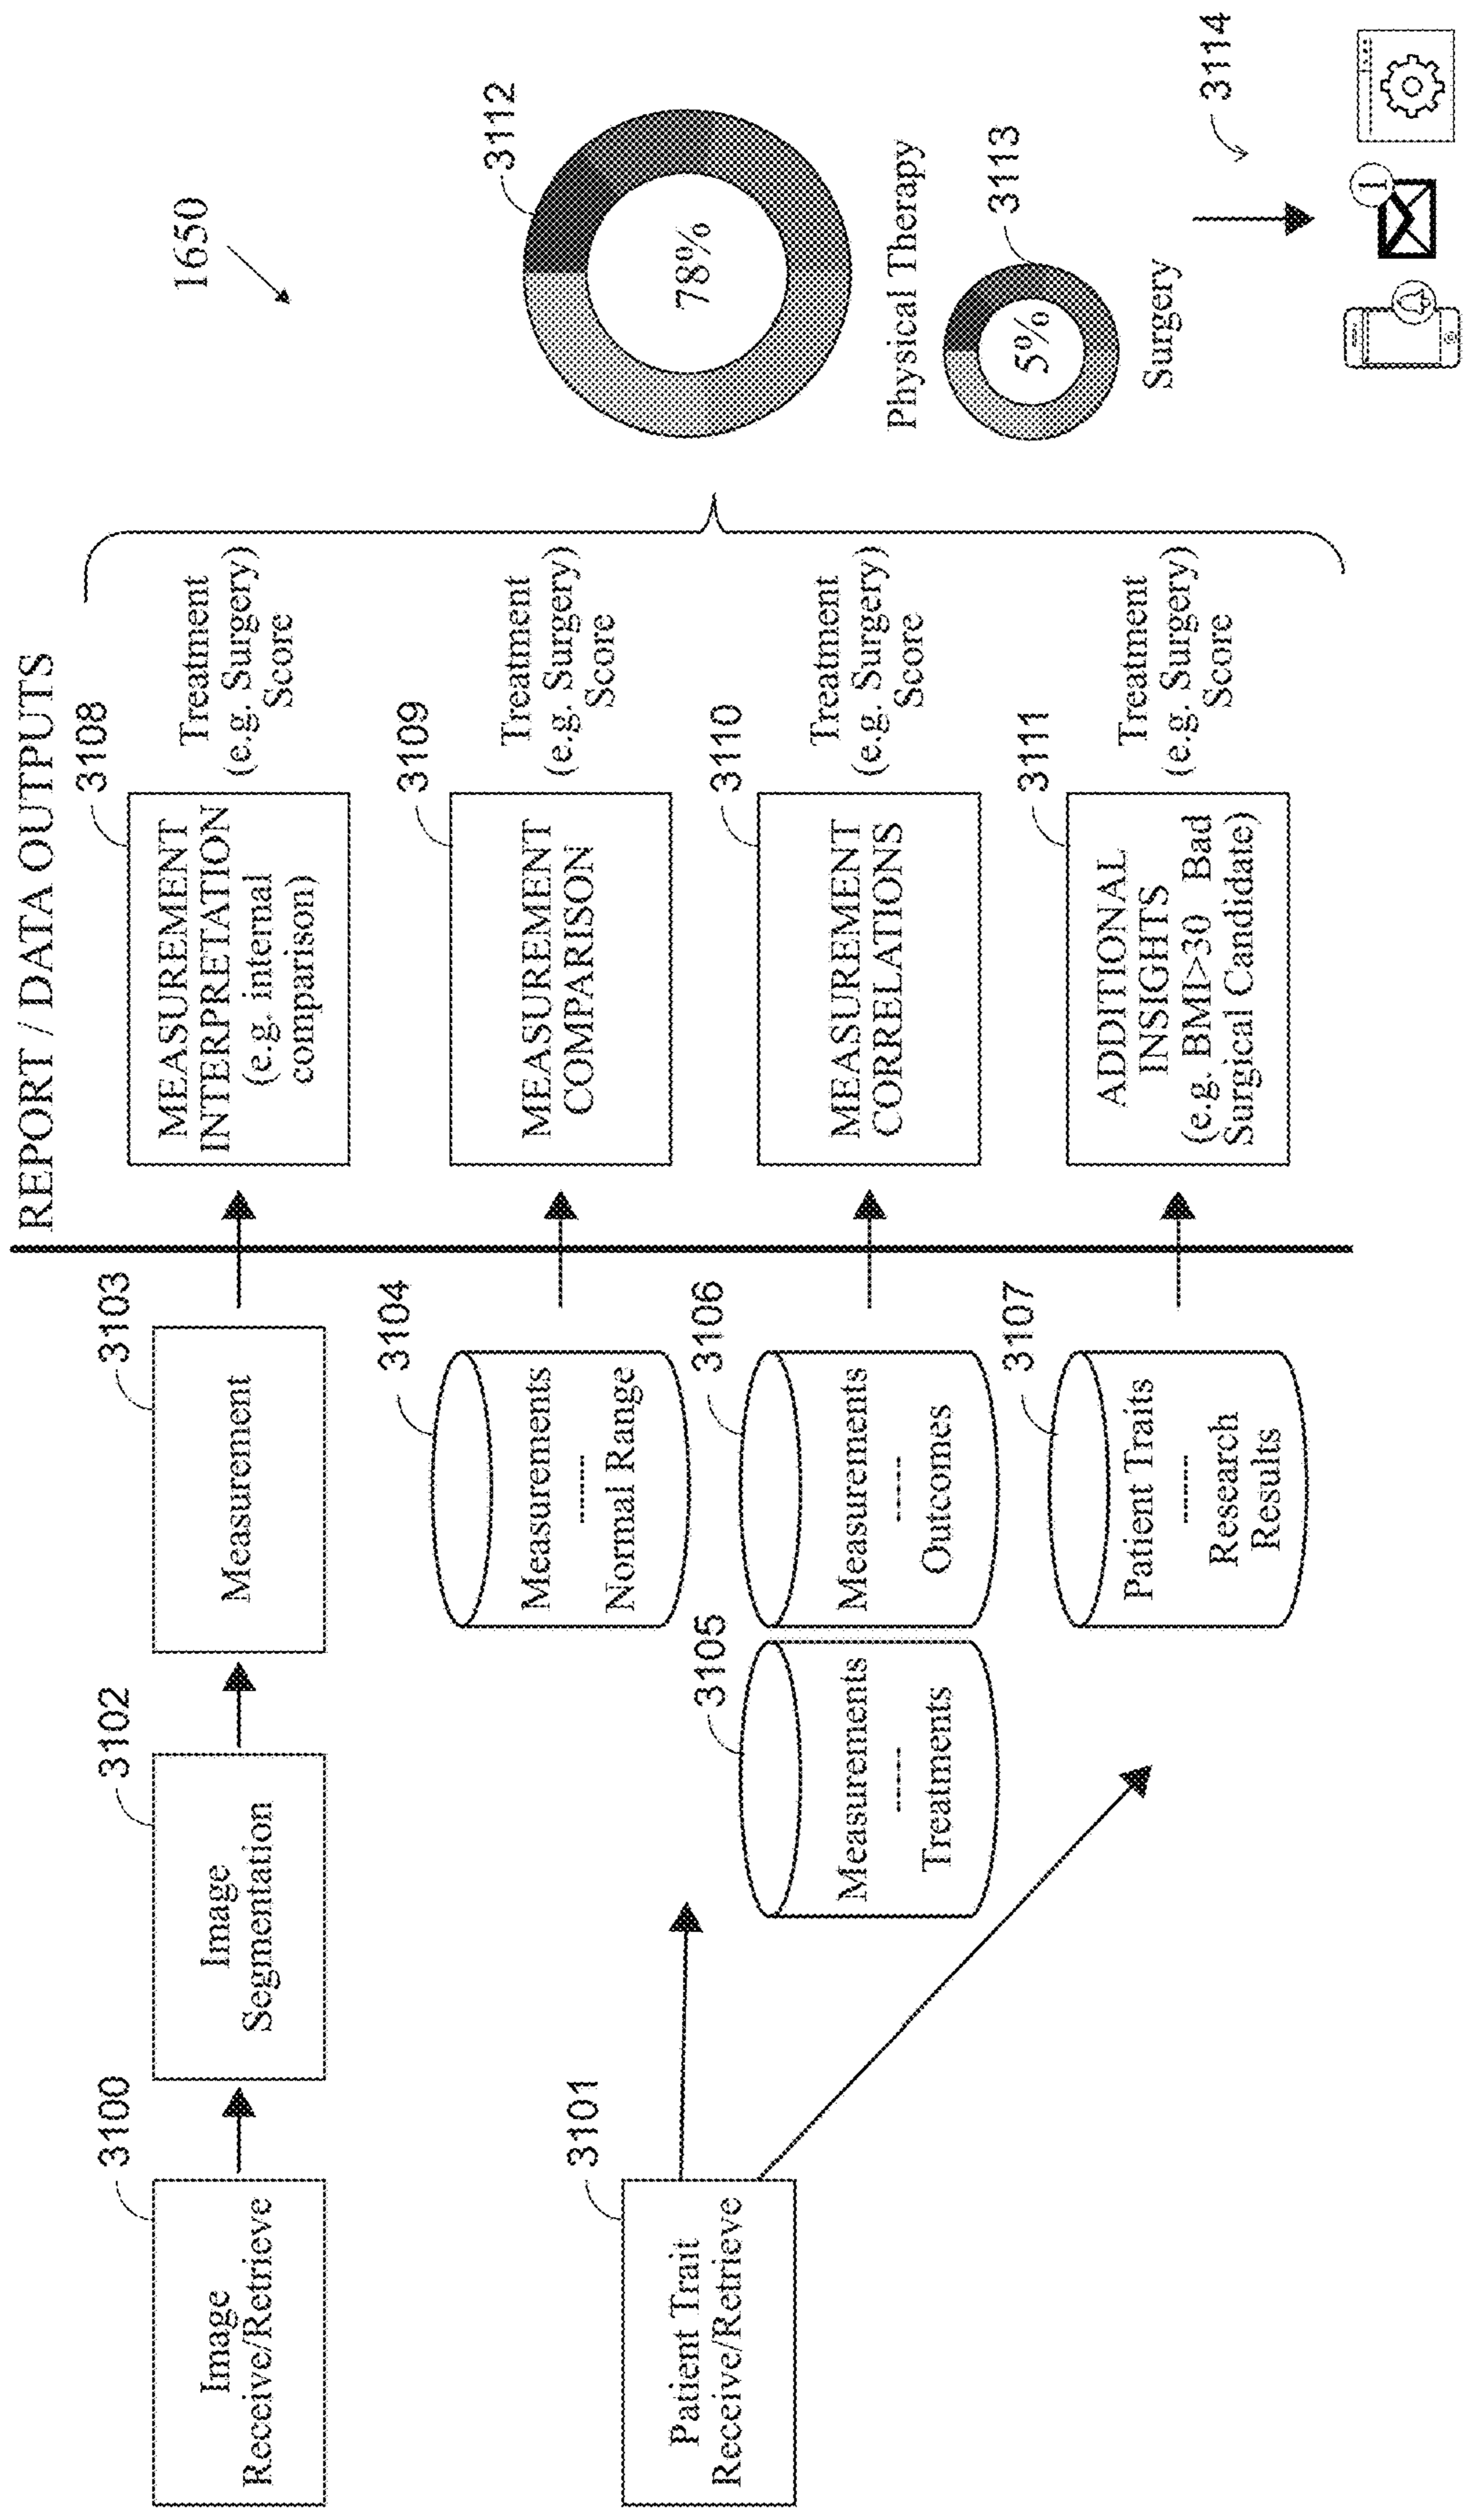 REPORT / DATA OUTPUTS
1650
3100
Image
Receive/Retrieve
3102
Image
Segmentation
3103
Measurement
3108
MEASUREMENT
INTERPRETATION
(e.g. internal
comparison)
Treatment
(e.g. Surgery)
Score
3104
Measurements
Normal Range
3109
MEASUREMENT
COMPARISON
Treatment
(e.g. Surgery)
Score
3101
Patient Trait
Receive/Retrieve
3105
Measurements
Treatments
3106
Measurements
Outcomes
3110
MEASUREMENT
CORRELATIONS
Treatment
(e.g. Surgery)
Score
3107
Patient Traits
Research
Results
3111
ADDITIONAL
INSIGHTS
(e.g. BMI>30 Bad
Surgical Candidate)
Treatment
(e.g. Surgery)
Score
3112
78%
Physical Therapy
3113
5%
Surgery
3114
1